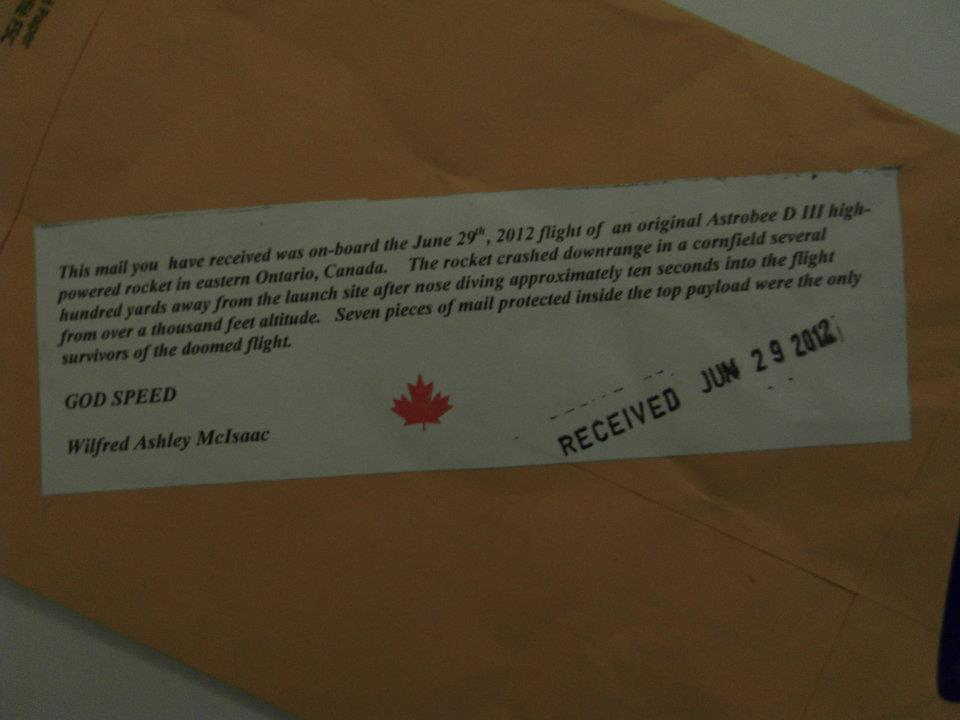 Paper
FSC
This mail you have received was on-board the June 29th, 2012 flight of an original Astrobee D III high-
powered rocket in eastern Ontario, Canada. The rocket crashed downrange in a cornfield several
hundred yards away from the launch site after nose diving approximately ten seconds into the flight
from over a thousand feet altitude. Seven pieces of mail protected inside the top payload were the only
survivors of the doomed flight.
GOD SPEED
Wilfred Ashley McIsaac
RECEIVED JUN 29 2012